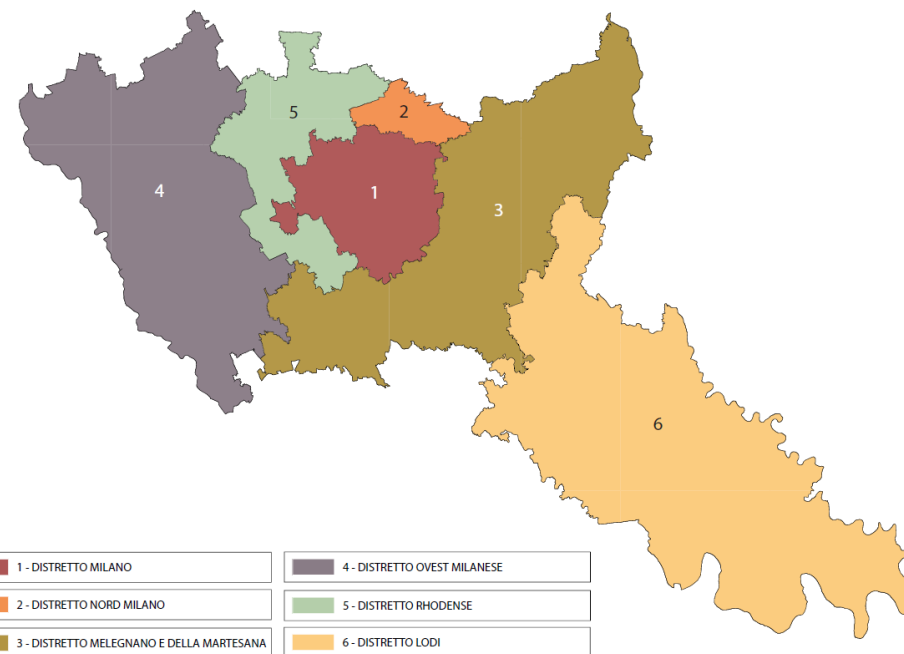 2
5
4
1
3
6
1 - DISTRETTO MILANO
2 - DISTRETTO NORD MILANO
3 - DISTRETTO MELEGNANO E DELLA MARTESANA
4 - DISTRETTO OVEST MILANESE
5 - DISTRETTO RHODENSE
6 - DISTRETTO LODI